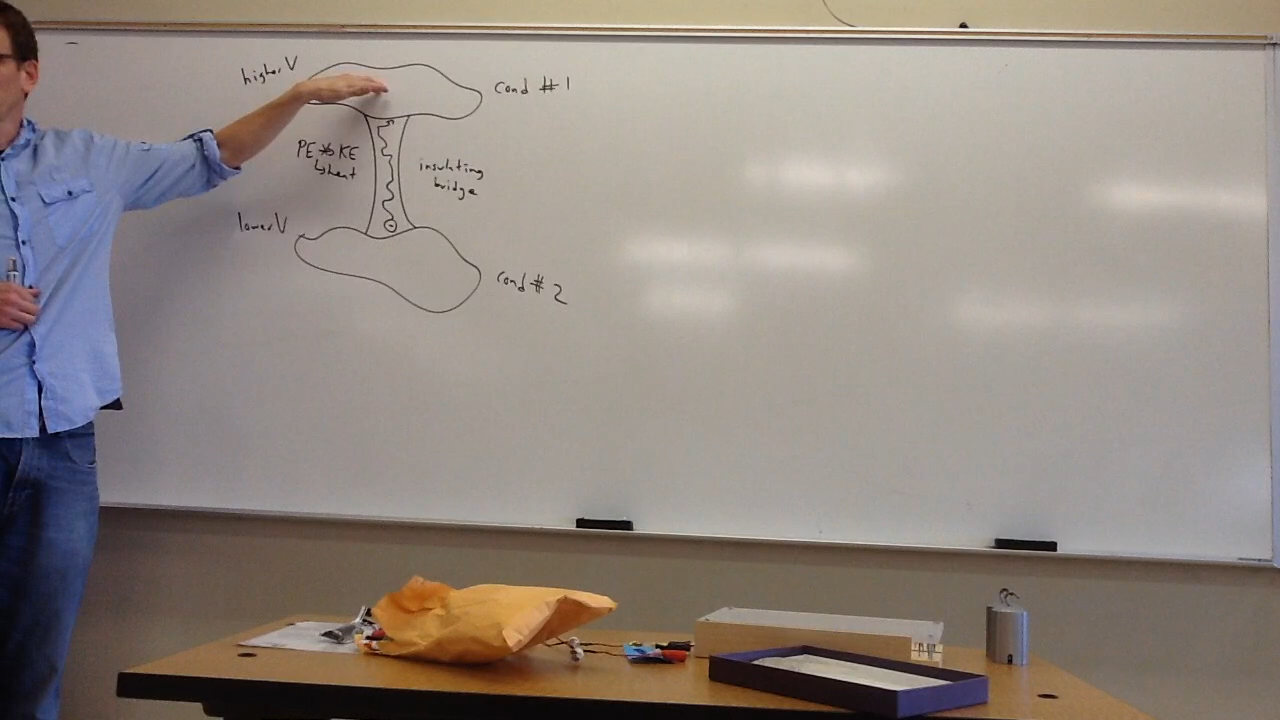 higher V
cond #1
PE → KE
↳ heat
insulating
bridge
lower V
cond #2